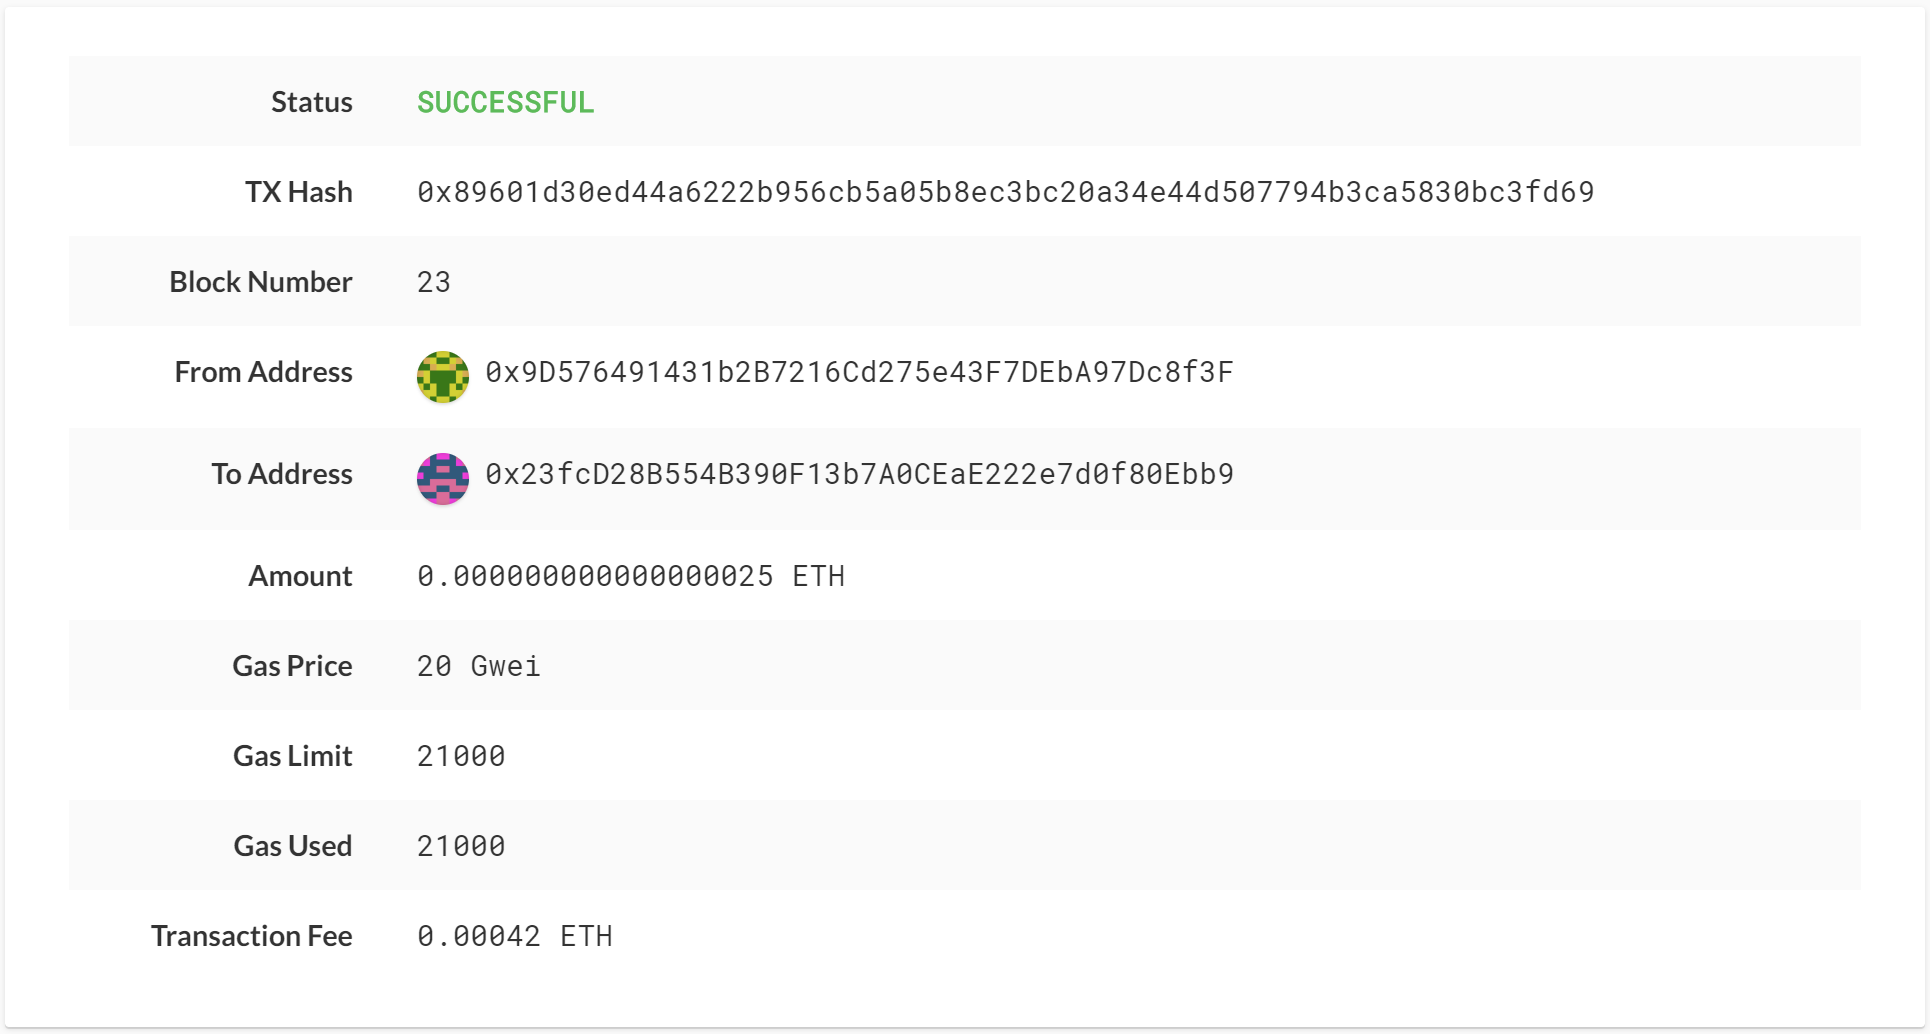 Status SUCCESSFUL
TX Hash 0x89601d30ed44a6222b956cb5a05b8ec3bc20a34e44d507794b3ca5830bc3fd69
Block Number 23
From Address 0x9D576491431b2B7216Cd275e43F7DEbA97Dc8f3F
To Address 0x23fcD28B554B390F13b7A0CEaE222e7d0f80Ebb9
Amount 0.000000000000000025 ETH
Gas Price 20 Gwei
Gas Limit 21000
Gas Used 21000
Transaction Fee 0.00042 ETH